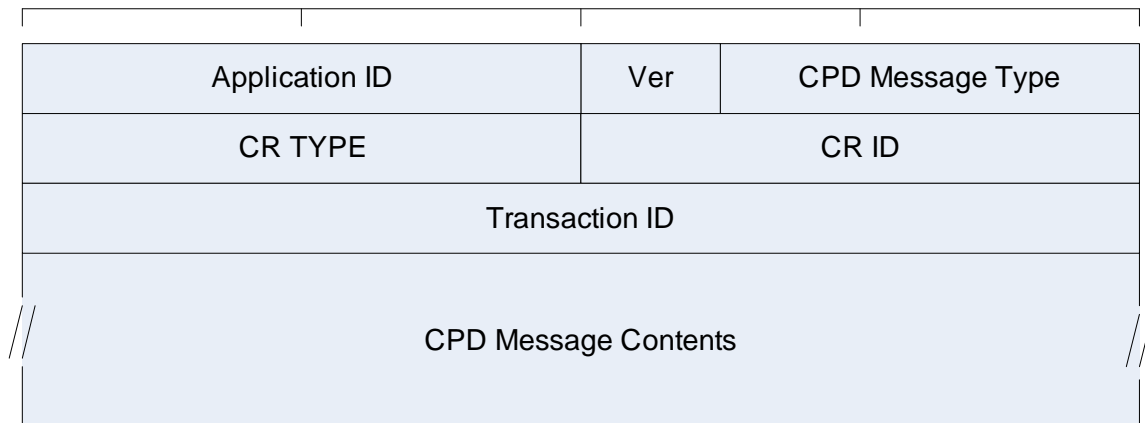 Application ID
Ver
CPD Message Type
CR TYPE
CR ID
Transaction ID
CPD Message Contents